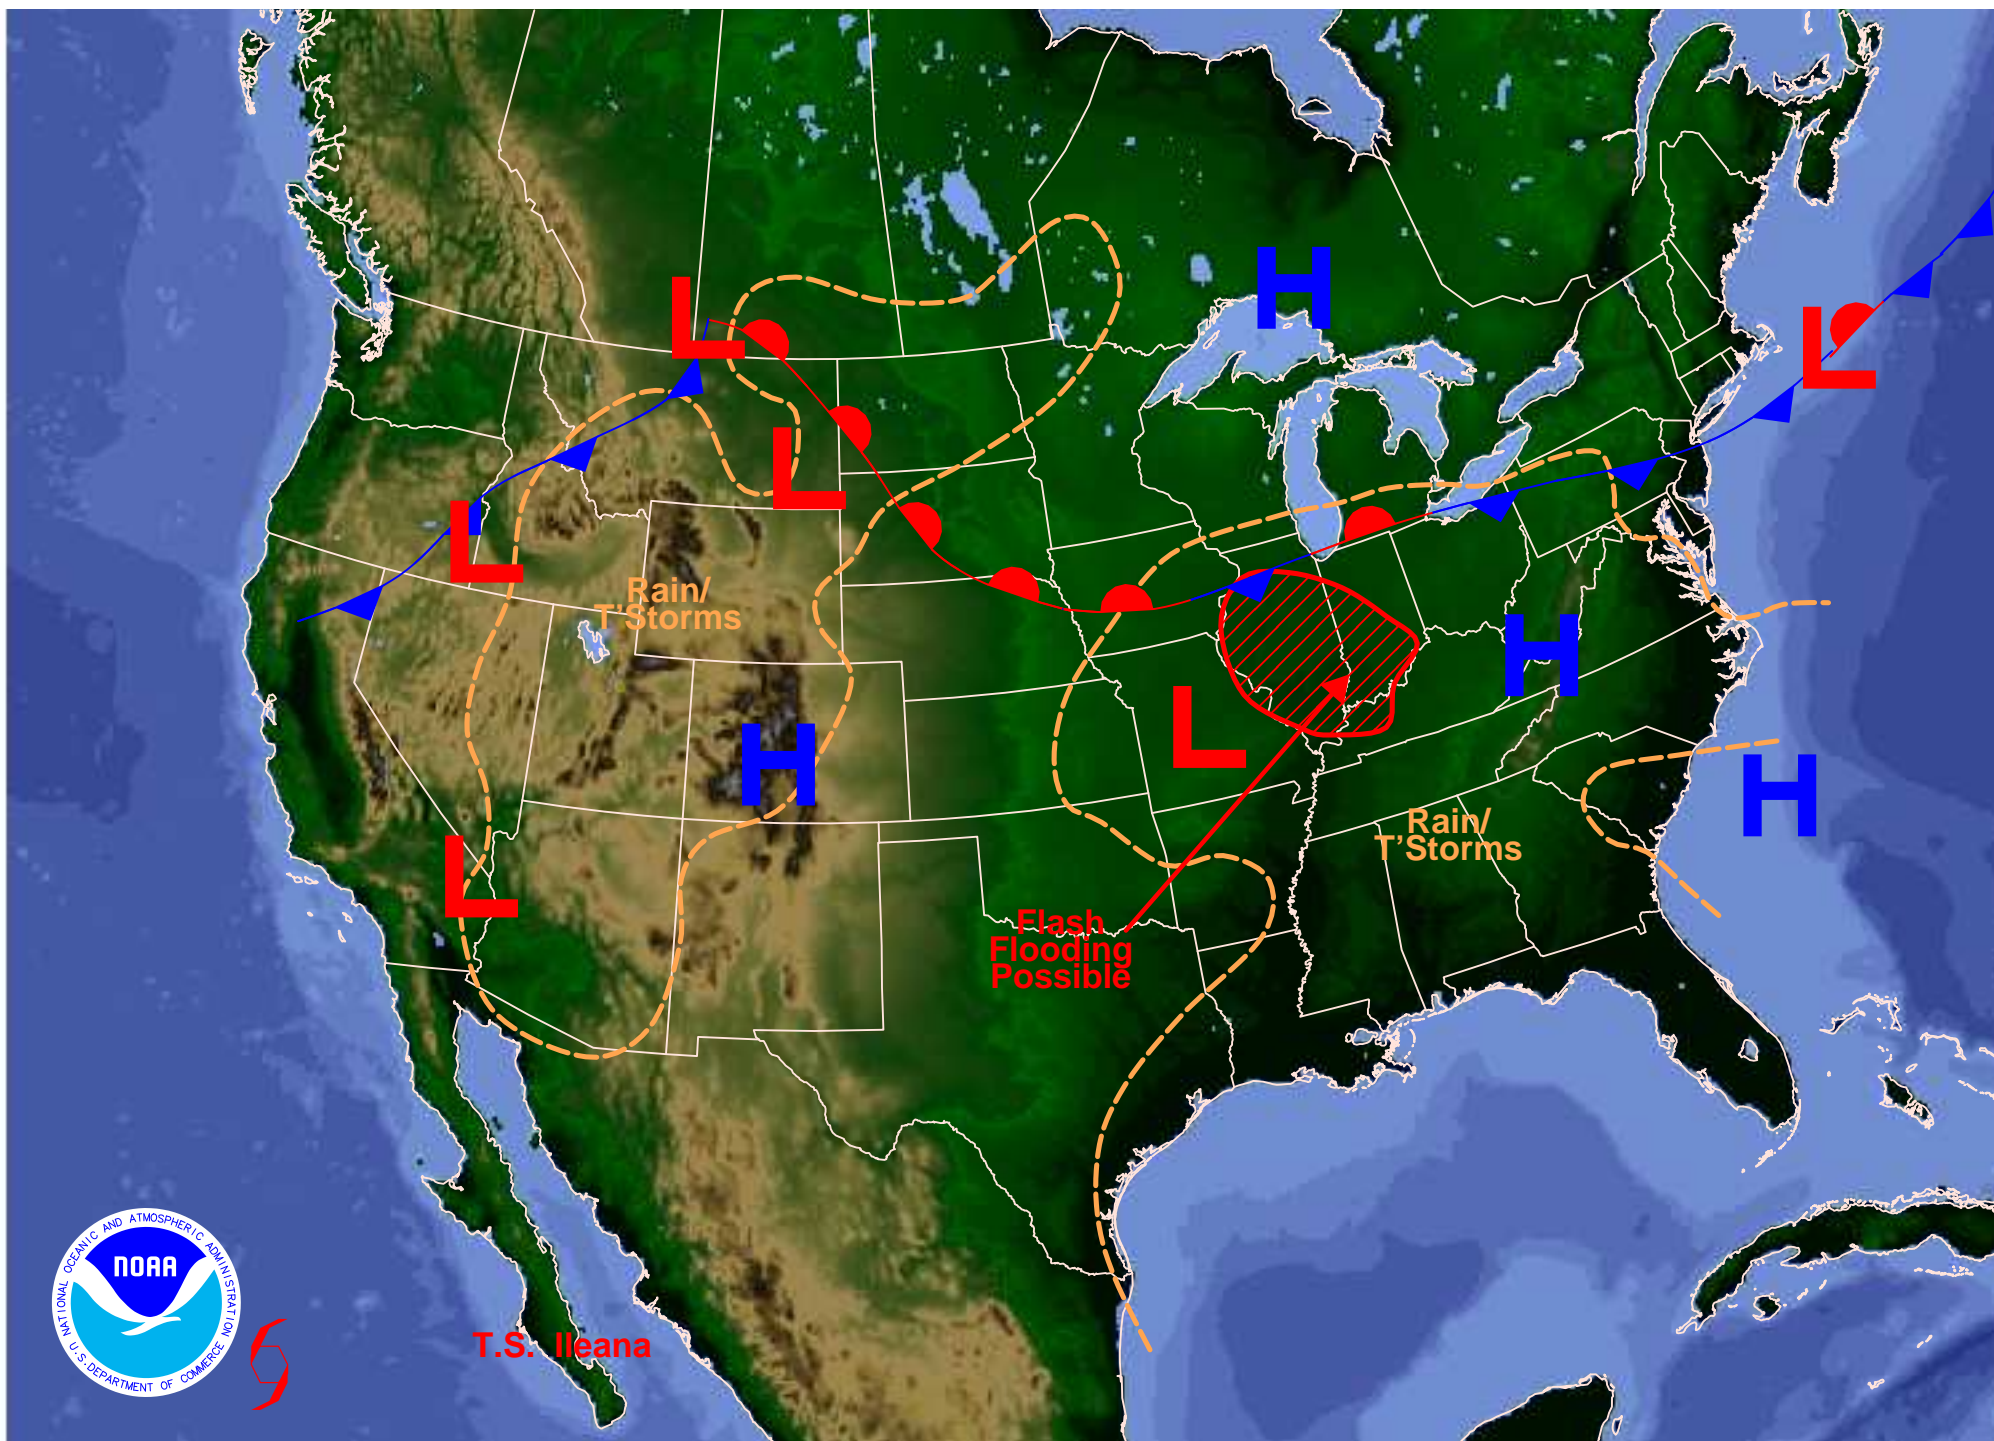 L
H
L
L
L
Rain/
T'Storms
H
L
H
H
L
Rain/
T'Storms
H
L
Flash
Flooding
Possible
NATIONAL OCEANIC AND ATMOSPHERIC ADMINISTRATION
NOAA
U.S. DEPARTMENT OF COMMERCE
T.S. Ileana